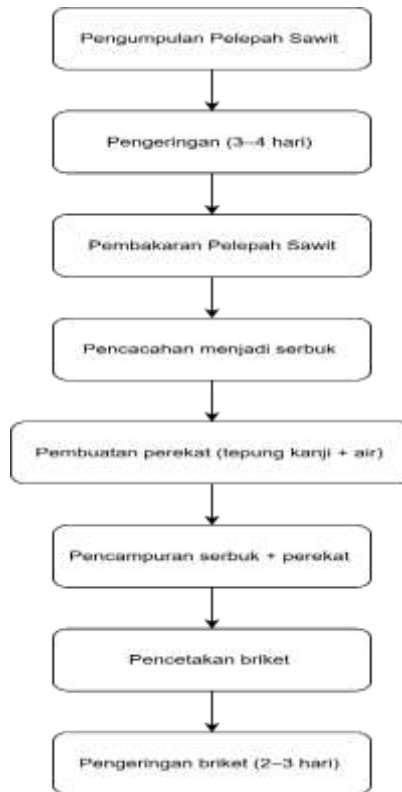 Pengumpulan Pelepah Sawit
Pengeringan (3–4 hari)
Pembakaran Pelepah Sawit
Pencacahan menjadi serbuk
Pembuatan perekat (tepung kanji + air)
Pencampuran serbuk + perekat
Pencetakan briket
Pengeringan briket (2–3 hari)